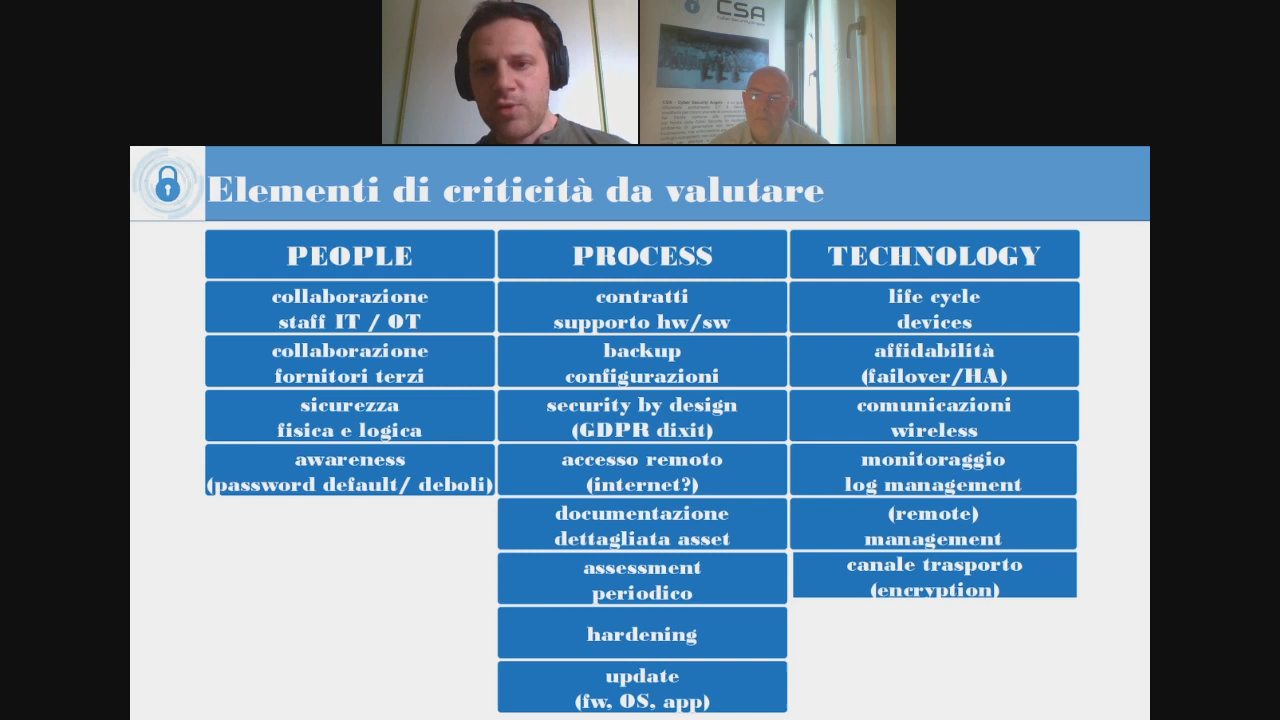 CSA
Elementi di criticità da valutare
PEOPLE
collaborazione
staff IT / OT
collaborazione
fornitori terzi
sicurezza
fisica e logica
awareness
(password default/ deboli)
PROCESS
contratti
supporto hw/sw
backup
configurazioni
security by design
(GDPR dixit)
accesso remoto
(internet?)
documentazione
dettagliata asset
assessment
periodico
hardening
update
(fw, OS, app)
TECHNOLOGY
life cycle
devices
affidabilità
(failover/HA)
comunicazioni
wireless
monitoraggio
log management
(remote)
management
canale trasporto
(encryption)